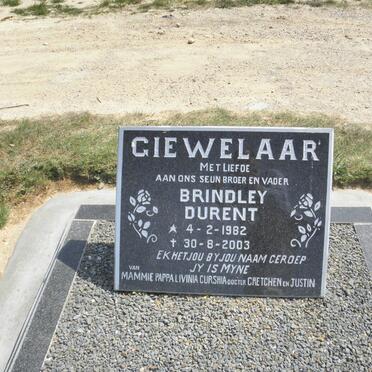 GIEWELAAR
MET LIEFDE
AAN ONS SEUN BROER EN VADER
BRINDLEY
DURENT
* 4-2-1982
† 30-8-2003
EK HET JOU BY JOU NAAM GEROEP
JY IS MYNE
VAN MAMMIE PAPPA LIVINIA CURSHIA DOGTER GRETCHEN EN JUSTIN